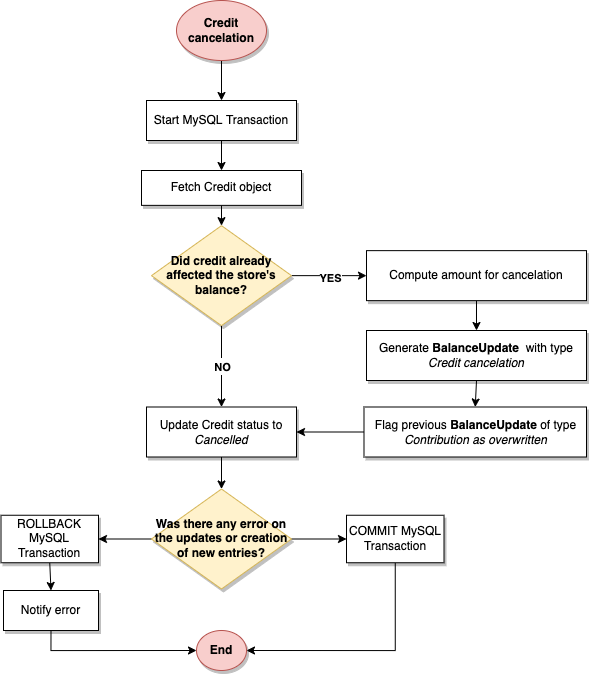 Credit
cancelation
Start MySQL Transaction
Fetch Credit object
Did credit already
affected the store's
balance?
YES
Compute amount for cancelation
Generate BalanceUpdate with type
Credit cancelation
NO
Update Credit status to
Cancelled
Flag previous BalanceUpdate of type
Contribution as overwritten
Was there any error on
the updates or creation
of new entries?
ROLLBACK
MySQL
Transaction
COMMIT MySQL
Transaction
Notify error
End